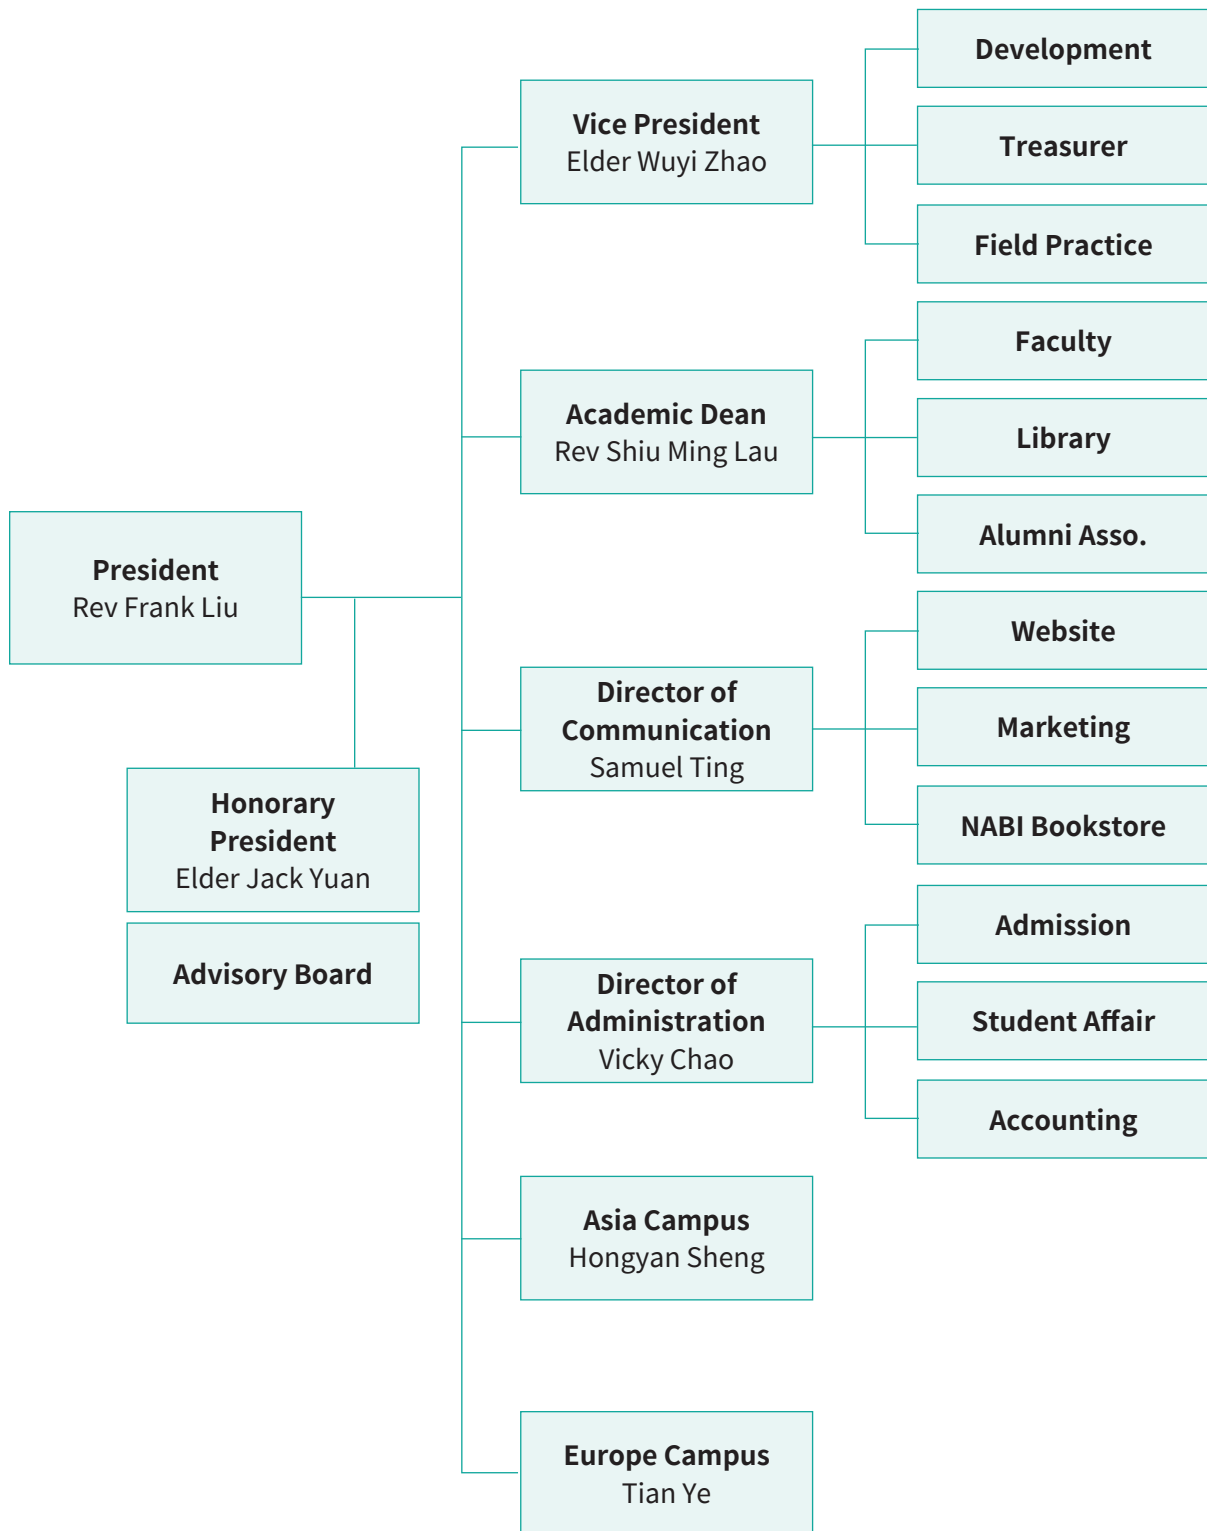 President
Rev Frank Liu
Honorary
President
Elder Jack Yuan
Advisory Board
Vice President
Elder Wuyi Zhao
Development
Treasurer
Field Practice
Academic Dean
Rev Shiu Ming Lau
Faculty
Library
Alumni Asso.
Director of
Communication
Samuel Ting
Website
Marketing
NABI Bookstore
Director of
Administration
Vicky Chao
Admission
Student Affair
Accounting
Asia Campus
Hongyan Sheng
Europe Campus
Tian Ye